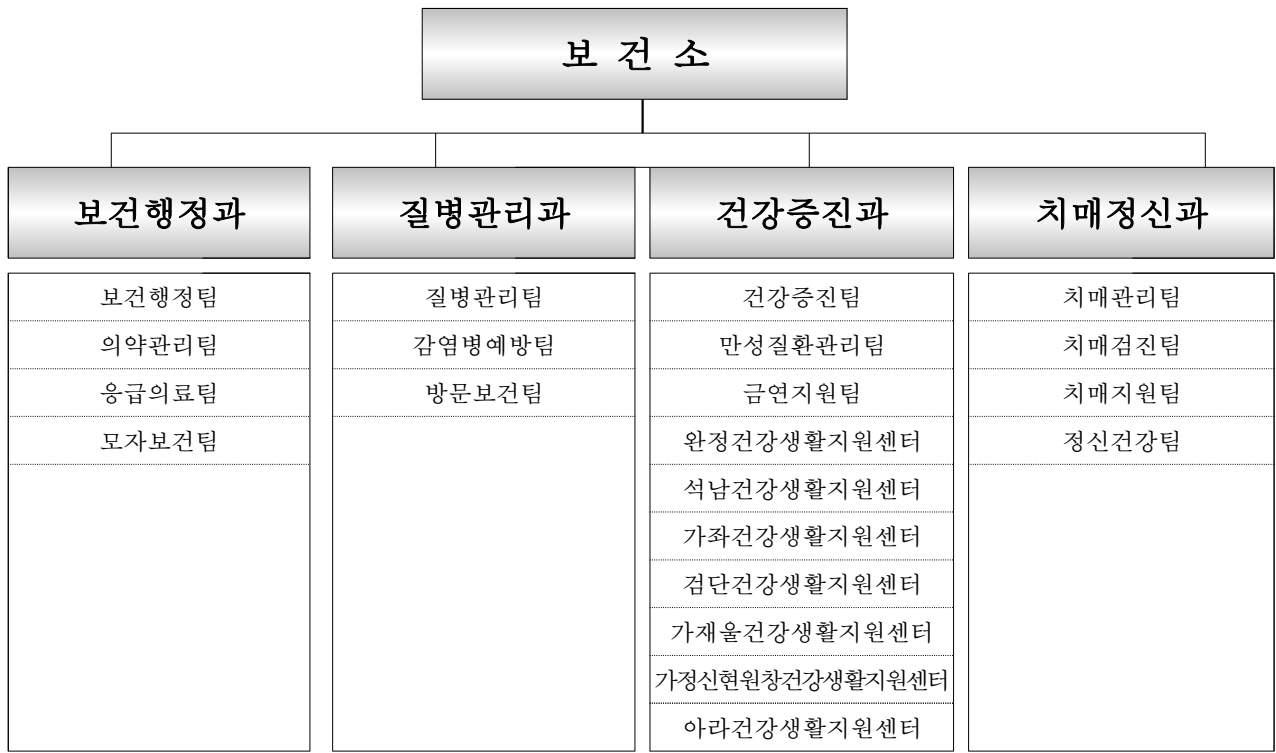 보 건 소
보건행정과
질병관리과
건강증진과
치매정신과
보건행정팀
의약관리팀
응급의료팀
모자보건팀
질병관리팀
감염병예방팀
방문보건팀
건강증진팀
만성질환관리팀
금연지원팀
완정건강생활지원센터
석남건강생활지원센터
가좌건강생활지원센터
검단건강생활지원센터
가재울건강생활지원센터
가정신현원창건강생활지원센터
아라건강생활지원센터
치매관리팀
치매검진팀
치매지원팀
정신건강팀